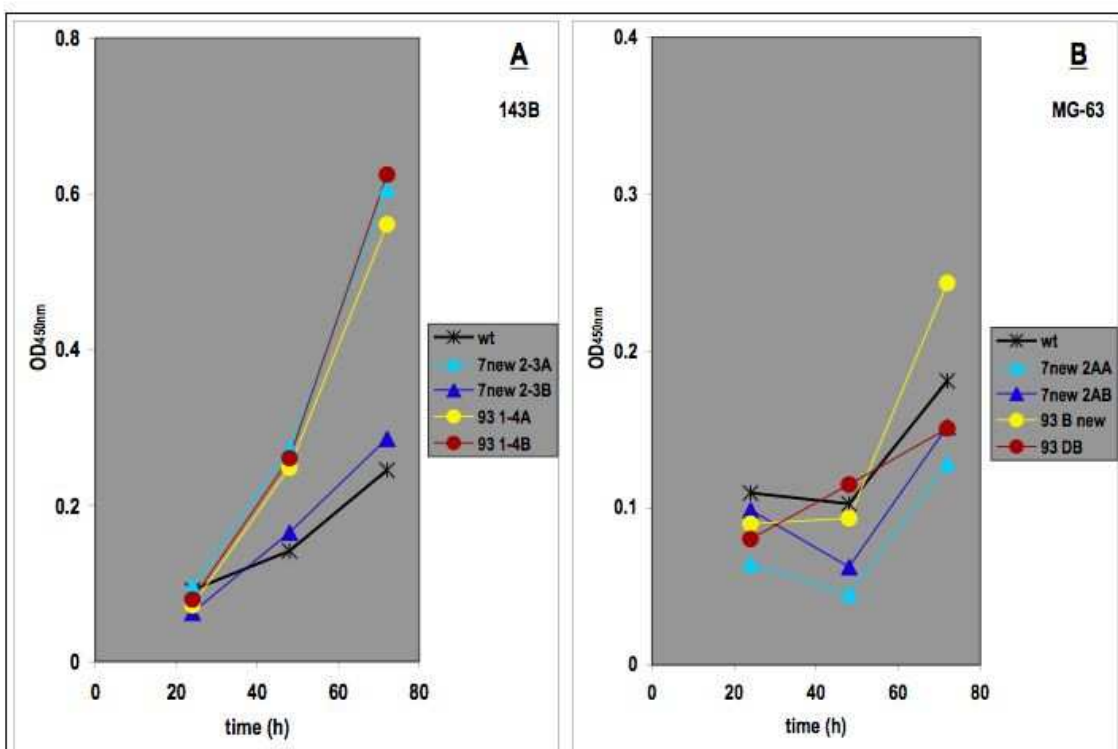 A
143B
0.8
0.6
0.4
0.2
0
OD450nm
0 20 40 60 80
time (h)
wt
7new 2-3A
7new 2-3B
93 1-4A
93 1-4B
B
MG-63
0.4
0.3
0.2
0.1
0
OD450nm
0 20 40 60 80
time (h)
wt
7new 2AA
7new 2AB
93 B new
93 DB